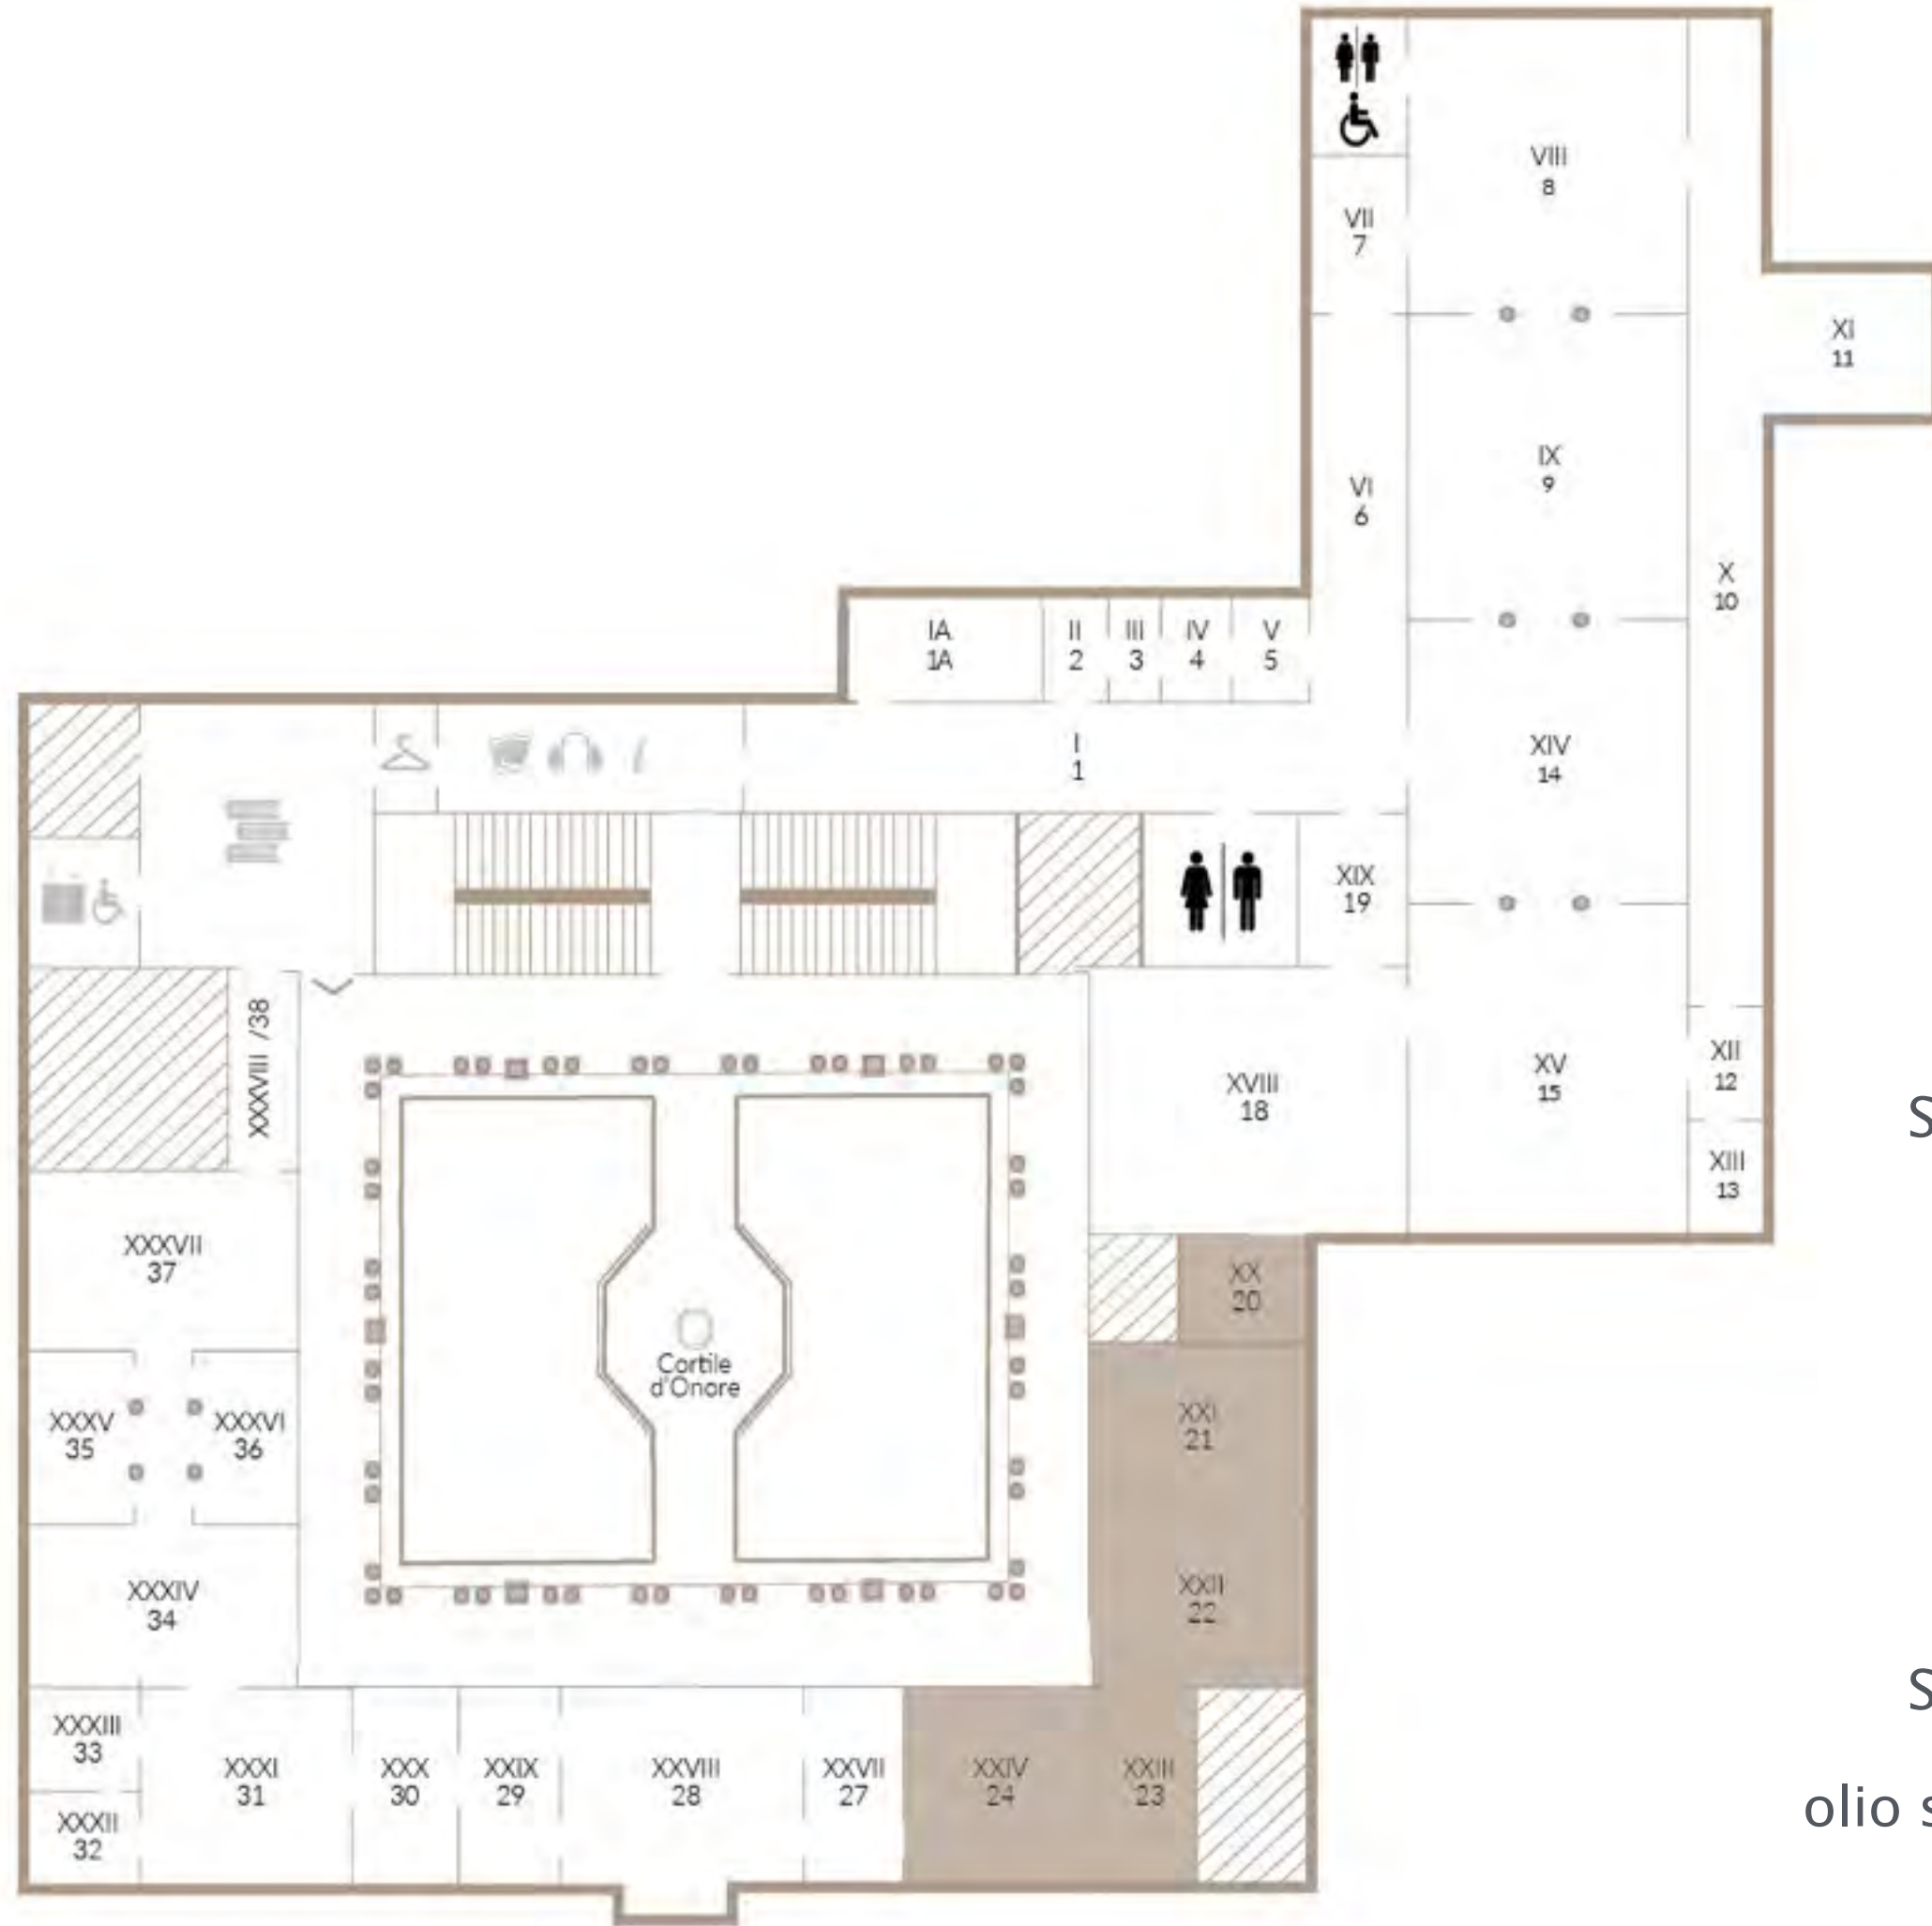 VIII
8
VII
7
XI
11
IX
9
VI
6
X
10
IA
1A
II
2
III
3
IV
4
V
5
I
1
XIV
14
XIX
19
XXXVIII /38
XVIII
18
XV
15
XII
12
XIII
13
S
XXXVII
37
XX
20
Cortile
d'Onore
XXXV
35
XXXVI
36
XXI
21
XXXIV
34
XXII
22
S
XXXIII
33
XXXI
31
XXX
30
XXIX
29
XXVIII
28
XXVII
27
XXIV
24
XXIII
23
XXXII
32
olio s